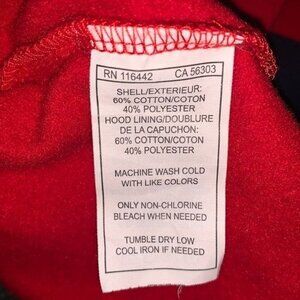 RN 116442 CA 56303
SHELL/EXTERIEUR:
60% COTTON/COTON
40% POLYESTER
HOOD LINING/DOUBLURE
DE LA CAPUCHON:
60% COTTON/COTON
40% POLYESTER
MACHINE WASH COLD
WITH LIKE COLORS
ONLY NON-CHLORINE
BLEACH WHEN NEEDED
TUMBLE DRY LOW
COOL IRON IF NEEDED